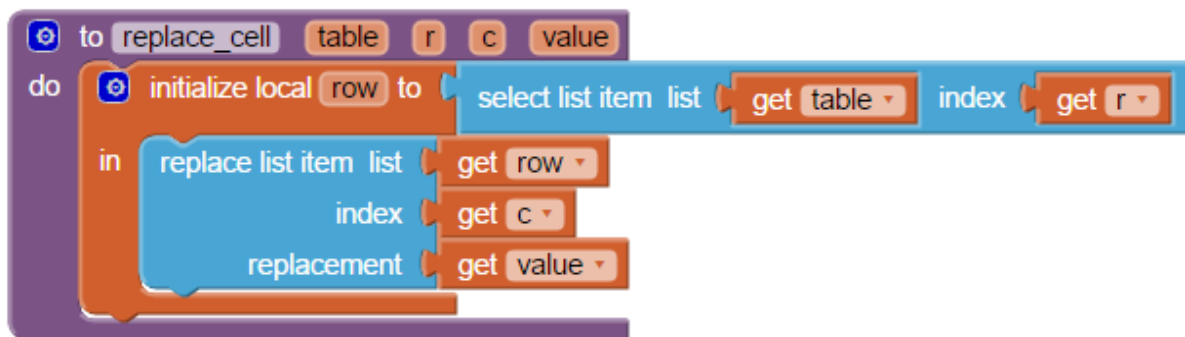 to replace_cell table r c value
do initialize local row to select list item list get table index get r
in replace list item list get row
index get c
replacement get value